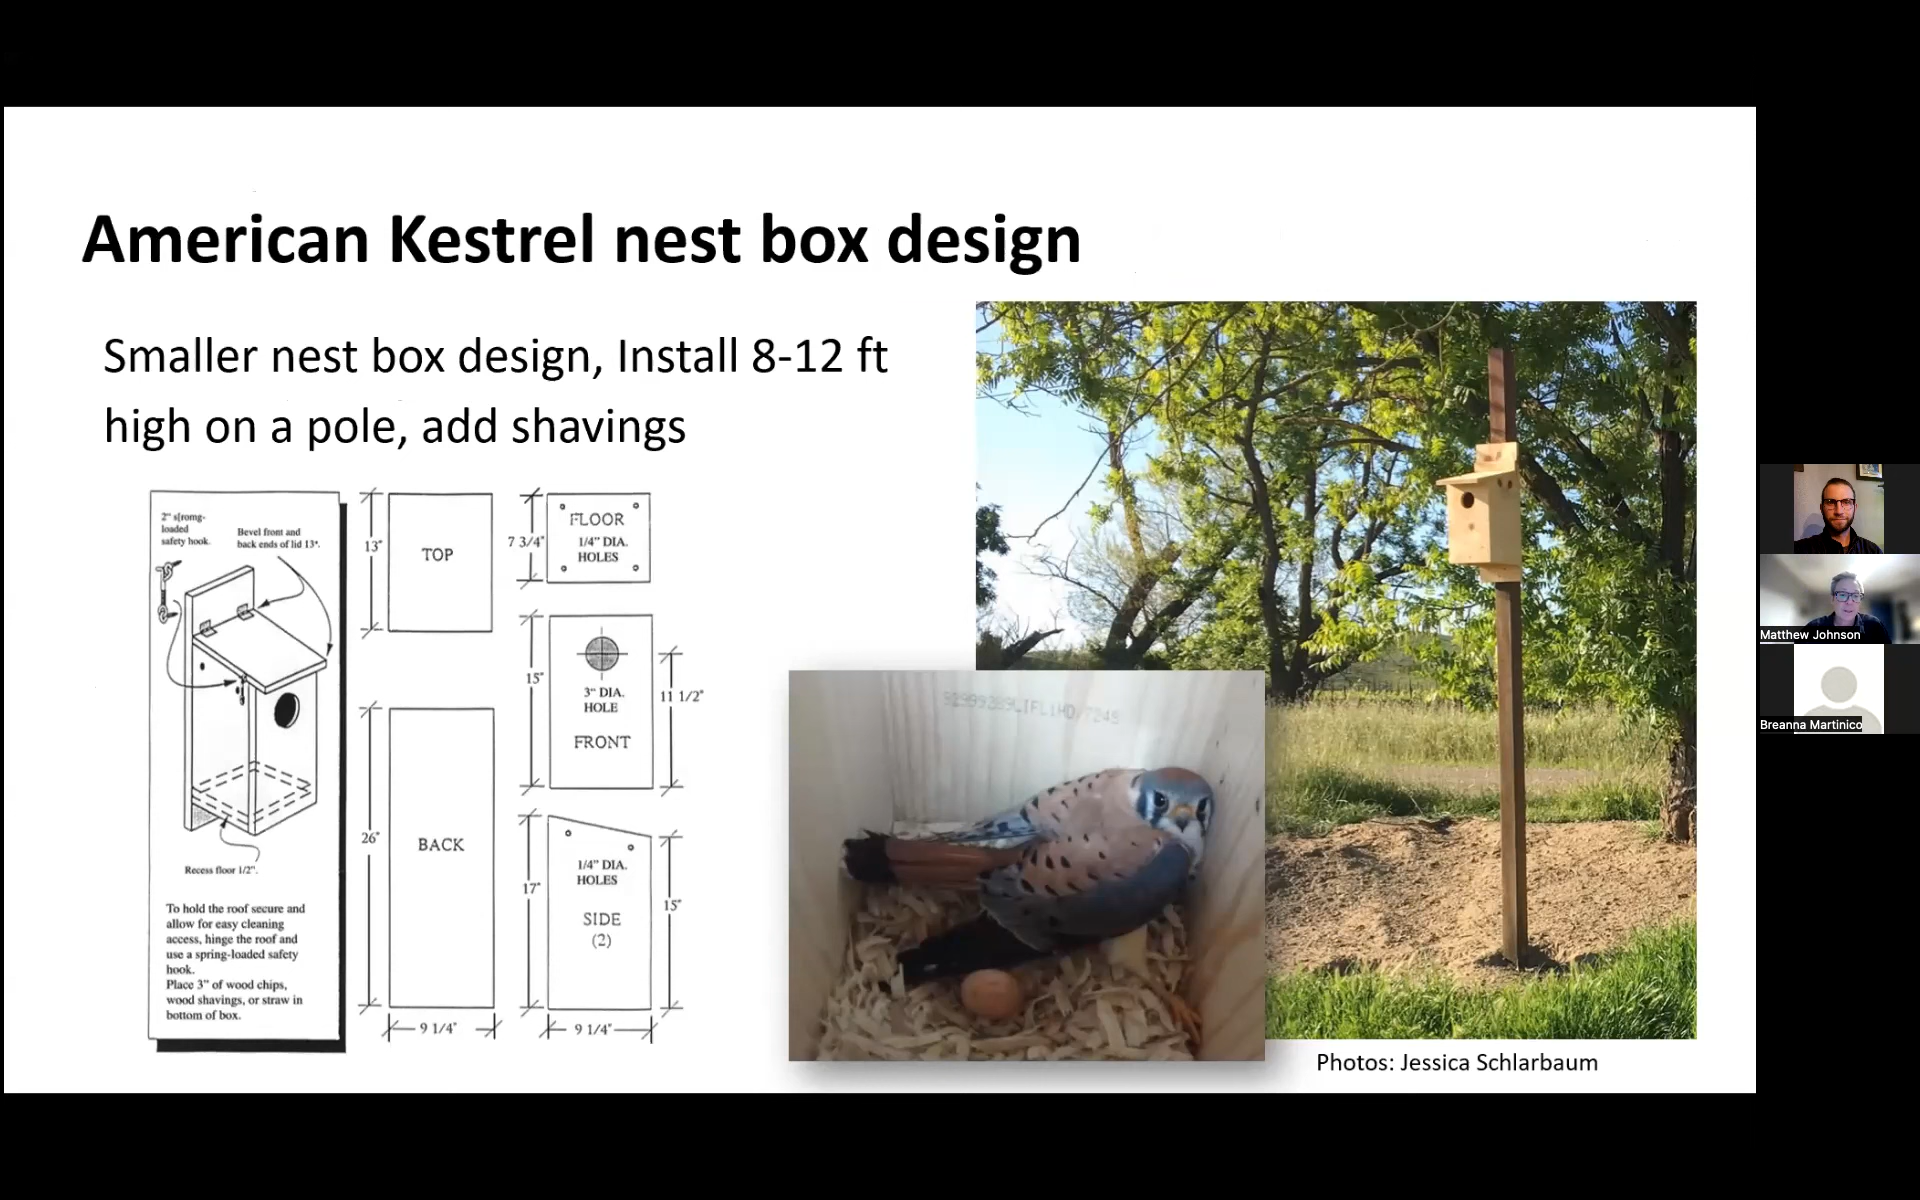 American Kestrel nest box design
Smaller nest box design, Install 8-12 ft
high on a pole, add shavings
2" s[romg-
loaded
safety hook.
Bevel front and
back ends of lid 13°.
Recess floor 1/2".
To hold the roof secure and
allow for easy cleaning
access, hinge the roof and
use a spring-loaded safety
hook.
Place 3" of wood chips,
wood shavings, or straw in
bottom of box.
13"
TOP
7 3/4"
FLOOR
1/4" DIA.
HOLES
15"
3" DIA.
HOLE
FRONT
11 1/2"
26"
BACK
9 1/4"
17"
1/4" DIA.
HOLES
SIDE
(2)
15"
9 1/4"
Photos: Jessica Schlarbaum
Matthew Johnson
Breanna Martinico